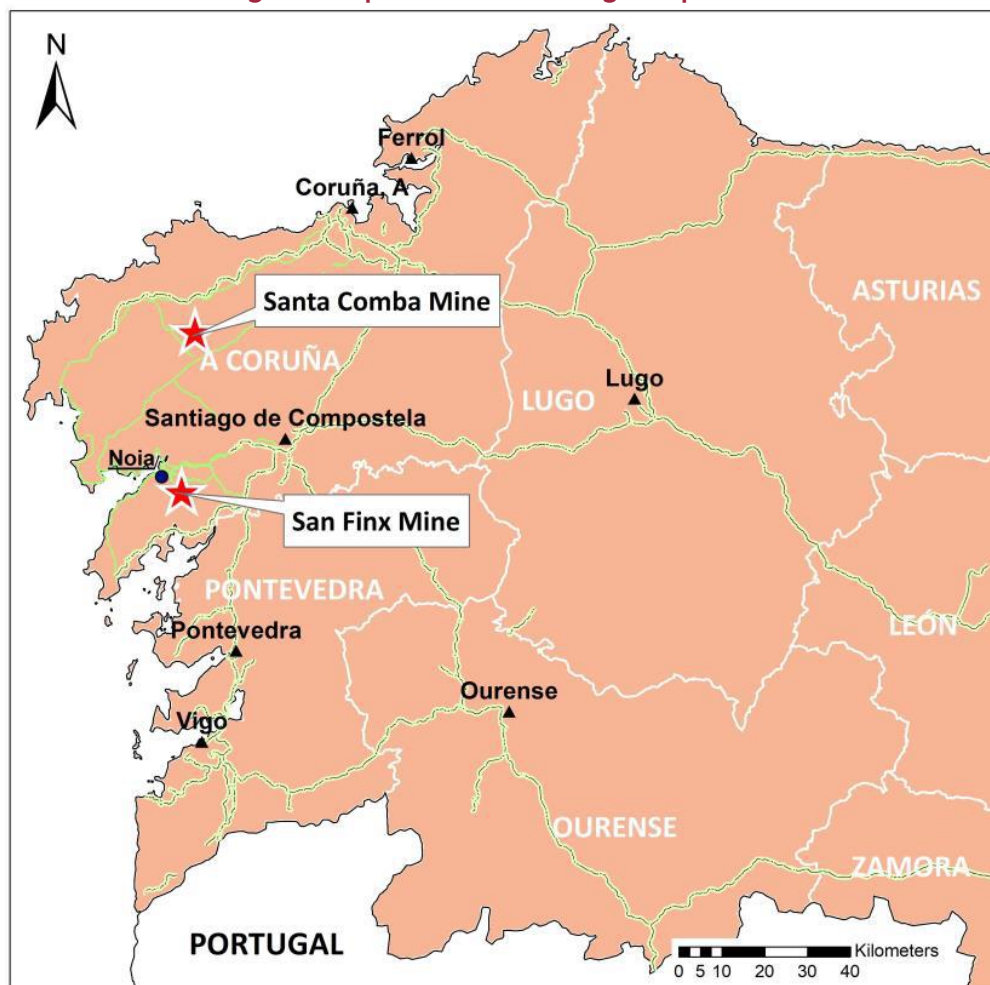 N
Ferrol
Coruña, A
Santa Comba Mine
ASTURIAS
A CORUÑA
Lugo
LUGO
Santiago de Compostela
Noia
San Finx Mine
PONTEVEDRA
LEÓN
Pontevedra
Ourense
Vigo
OURENSE
ZAMORA
PORTUGAL
Kilometers
0 5 10 20 30 40